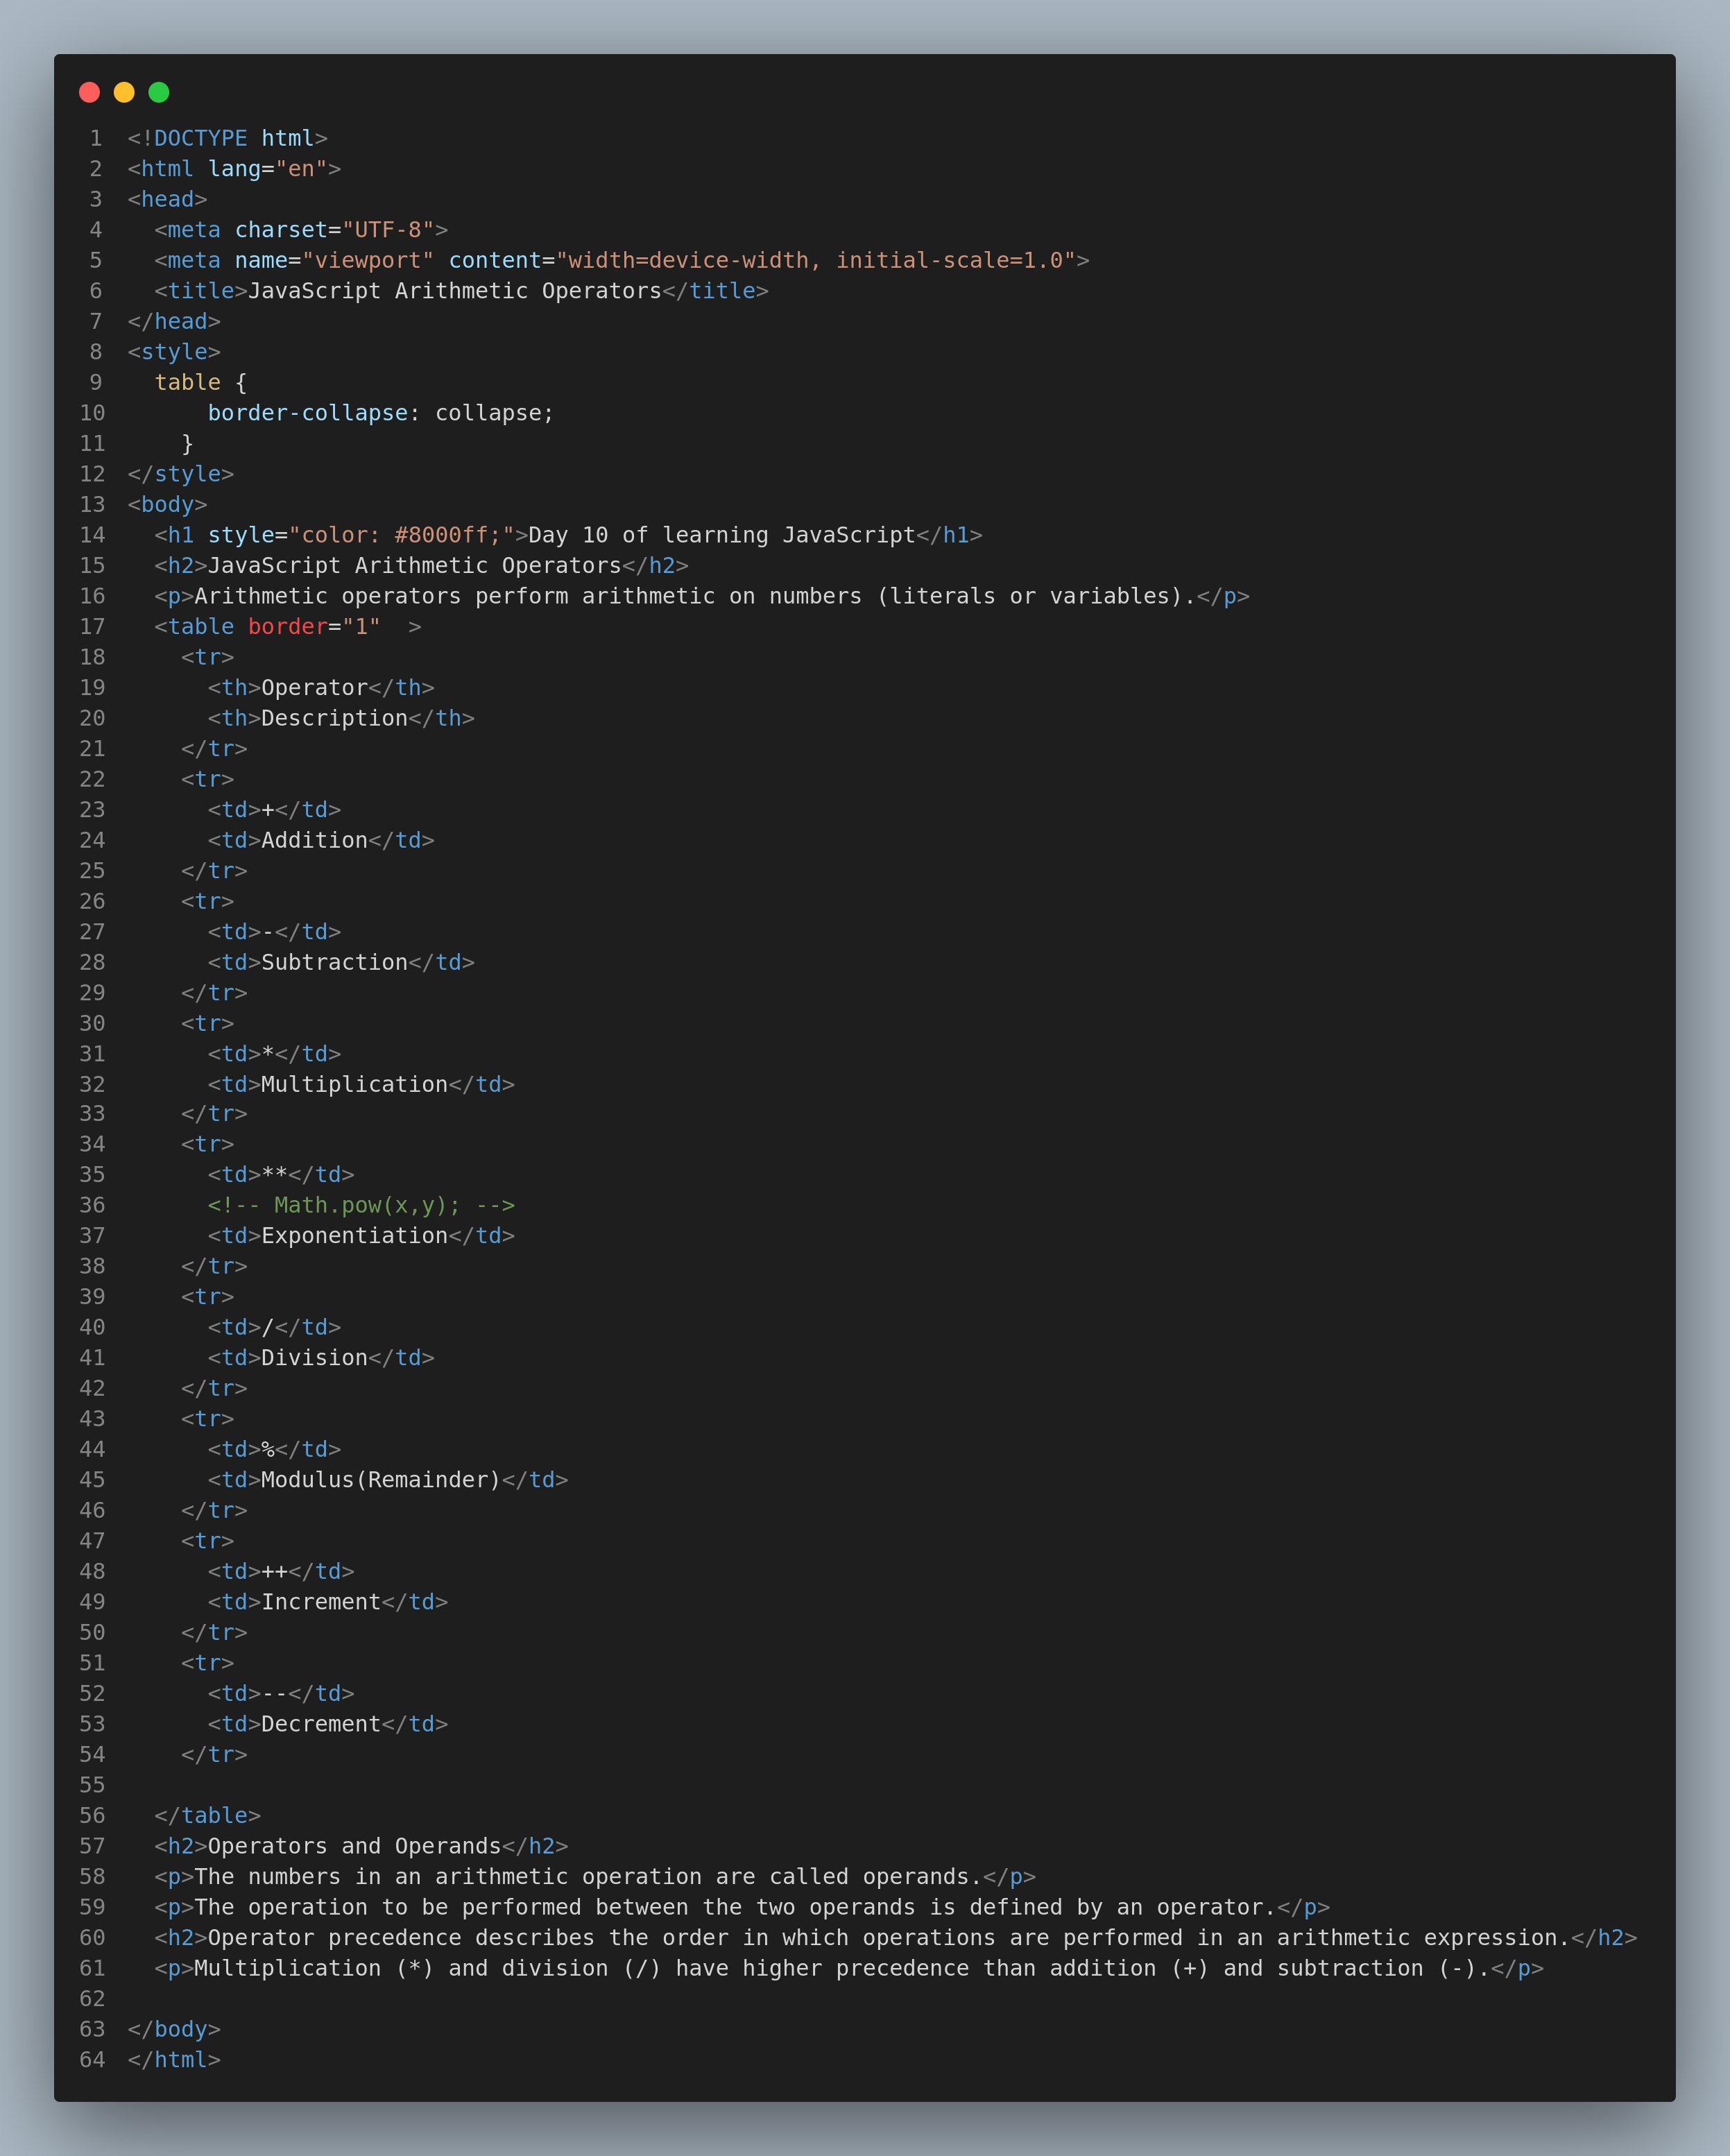 1 <!DOCTYPE html>
2 <html lang="en">
3 <head>
4   <meta charset="UTF-8">
5   <meta name="viewport" content="width=device-width, initial-scale=1.0">
6   <title>JavaScript Arithmetic Operators</title>
7 </head>
8 <style>
9   table {
10       border-collapse: collapse;
11     }
12 </style>
13 <body>
14   <h1 style="color: #8000ff;">Day 10 of learning JavaScript</h1>
15   <h2>JavaScript Arithmetic Operators</h2>
16   <p>Arithmetic operators perform arithmetic on numbers (literals or variables).</p>
17   <table border="1"  >
18     <tr>
19       <th>Operator</th>
20       <th>Description</th>
21     </tr>
22     <tr>
23       <td>+</td>
24       <td>Addition</td>
25     </tr>
26     <tr>
27       <td>-</td>
28       <td>Subtraction</td>
29     </tr>
30     <tr>
31       <td>*</td>
32       <td>Multiplication</td>
33     </tr>
34     <tr>
35       <td>**</td>
36       <!-- Math.pow(x,y); -->
37       <td>Exponentiation</td>
38     </tr>
39     <tr>
40       <td>/</td>
41       <td>Division</td>
42     </tr>
43     <tr>
44       <td>%</td>
45       <td>Modulus(Remainder)</td>
46     </tr>
47     <tr>
48       <td>++</td>
49       <td>Increment</td>
50     </tr>
51     <tr>
52       <td>--</td>
53       <td>Decrement</td>
54     </tr>
55
56   </table>
57   <h2>Operators and Operands</h2>
58   <p>The numbers in an arithmetic operation are called operands.</p>
59   <p>The operation to be performed between the two operands is defined by an operator.</p>
60   <h2>Operator precedence describes the order in which operations are performed in an arithmetic expression.</h2>
61   <p>Multiplication (*) and division (/) have higher precedence than addition (+) and subtraction (-).</p>
62
63 </body>
64 </html>